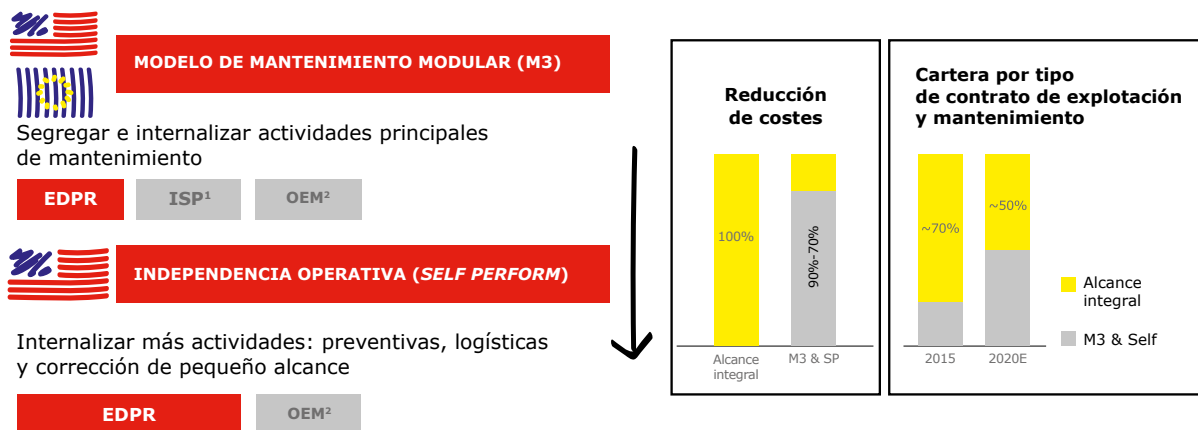 MODELO DE MANTENIMIENTO MODULAR (M3)
Segregar e internalizar actividades principales
de mantenimiento
EDPR
ISP¹
OEM²
INDEPENDENCIA OPERATIVA (SELF PERFORM)
Internalizar más actividades: preventivas, logísticas
y corrección de pequeño alcance
EDPR
OEM²
Reducción
de costes
100%
90%-70%
Alcance
integral
M3 & SP
Cartera por tipo
de contrato de explotación
y mantenimiento
~70%
~50%
2015
2020E
Alcance
integral
M3 & Self